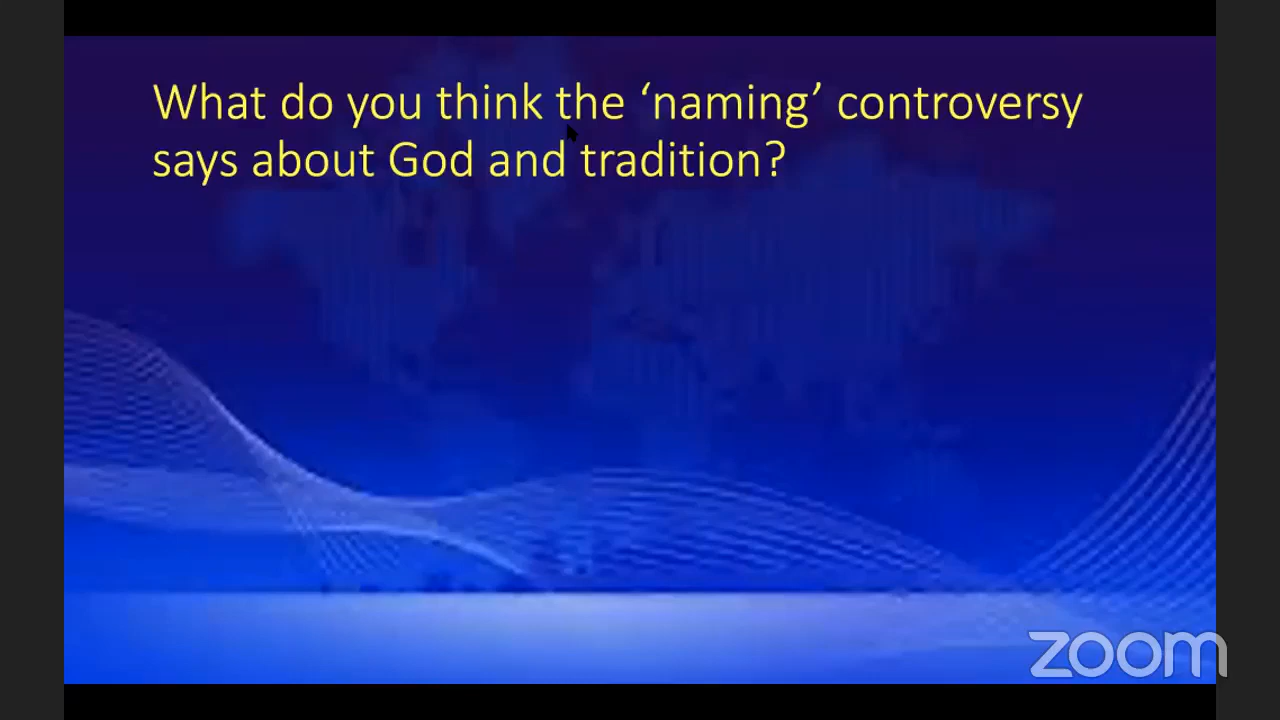 What do you think the ‘naming’ controversy
says about God and tradition?
zoom